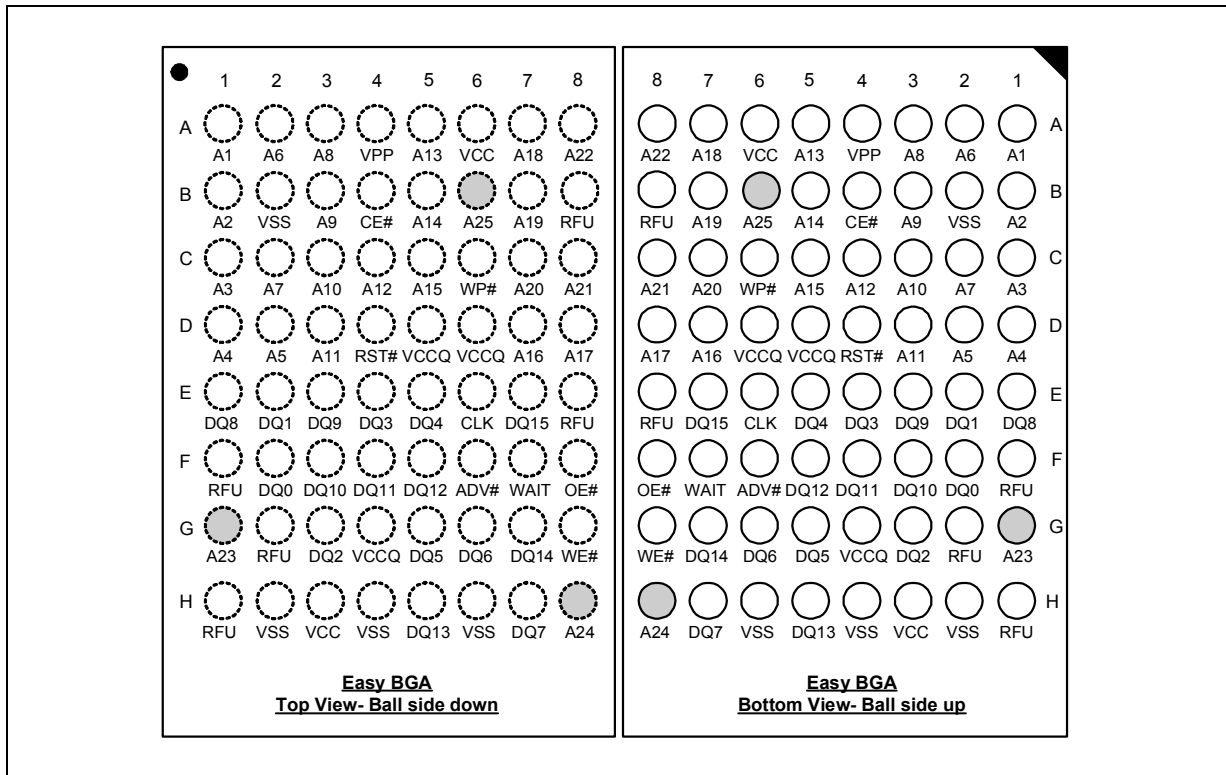 1 2 3 4 5 6 7 8
A
A1 A6 A8 VPP A13 VCC A18 A22
B
A2 VSS A9 CE# A14 A25 A19 RFU
C
A3 A7 A10 A12 A15 WP# A20 A21
D
A4 A5 A11 RST# VCCQ VCCQ A16 A17
E
DQ8 DQ1 DQ9 DQ3 DQ4 CLK DQ15 RFU
F
RFU DQ0 DQ10 DQ11 DQ12 ADV# WAIT OE#
G
A23 RFU DQ2 VCCQ DQ5 DQ6 DQ14 WE#
H
RFU VSS VCC VSS DQ13 VSS DQ7 A24
Easy BGA
Top View- Ball side down
8 7 6 5 4 3 2 1
A
A22 A18 VCC A13 VPP A8 A6 A1
B
RFU A19 A25 A14 CE# A9 VSS A2
C
A21 A20 WP# A15 A12 A10 A7 A3
D
A17 A16 VCCQ VCCQ RST# A11 A5 A4
E
RFU DQ15 CLK DQ4 DQ3 DQ9 DQ1 DQ8
F
OE# WAIT ADV# DQ12 DQ11 DQ10 DQ0 RFU
G
WE# DQ14 DQ6 DQ5 VCCQ DQ2 RFU A23
H
A24 DQ7 VSS DQ13 VSS VCC VSS RFU
Easy BGA
Bottom View- Ball side up